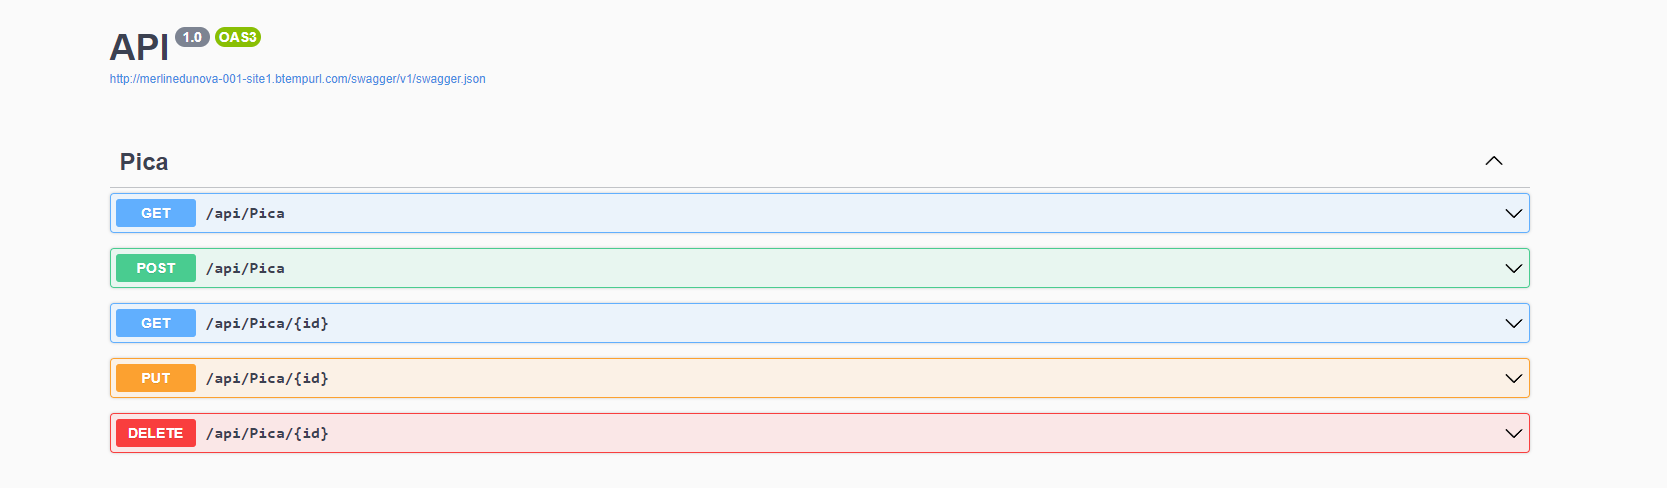 API 1.0 OAS3
http://merlinedunova-001-site1.btempurl.com/swagger/v1/swagger.json
Pica
GET /api/Pica
POST /api/Pica
GET /api/Pica/{id}
PUT /api/Pica/{id}
DELETE /api/Pica/{id}